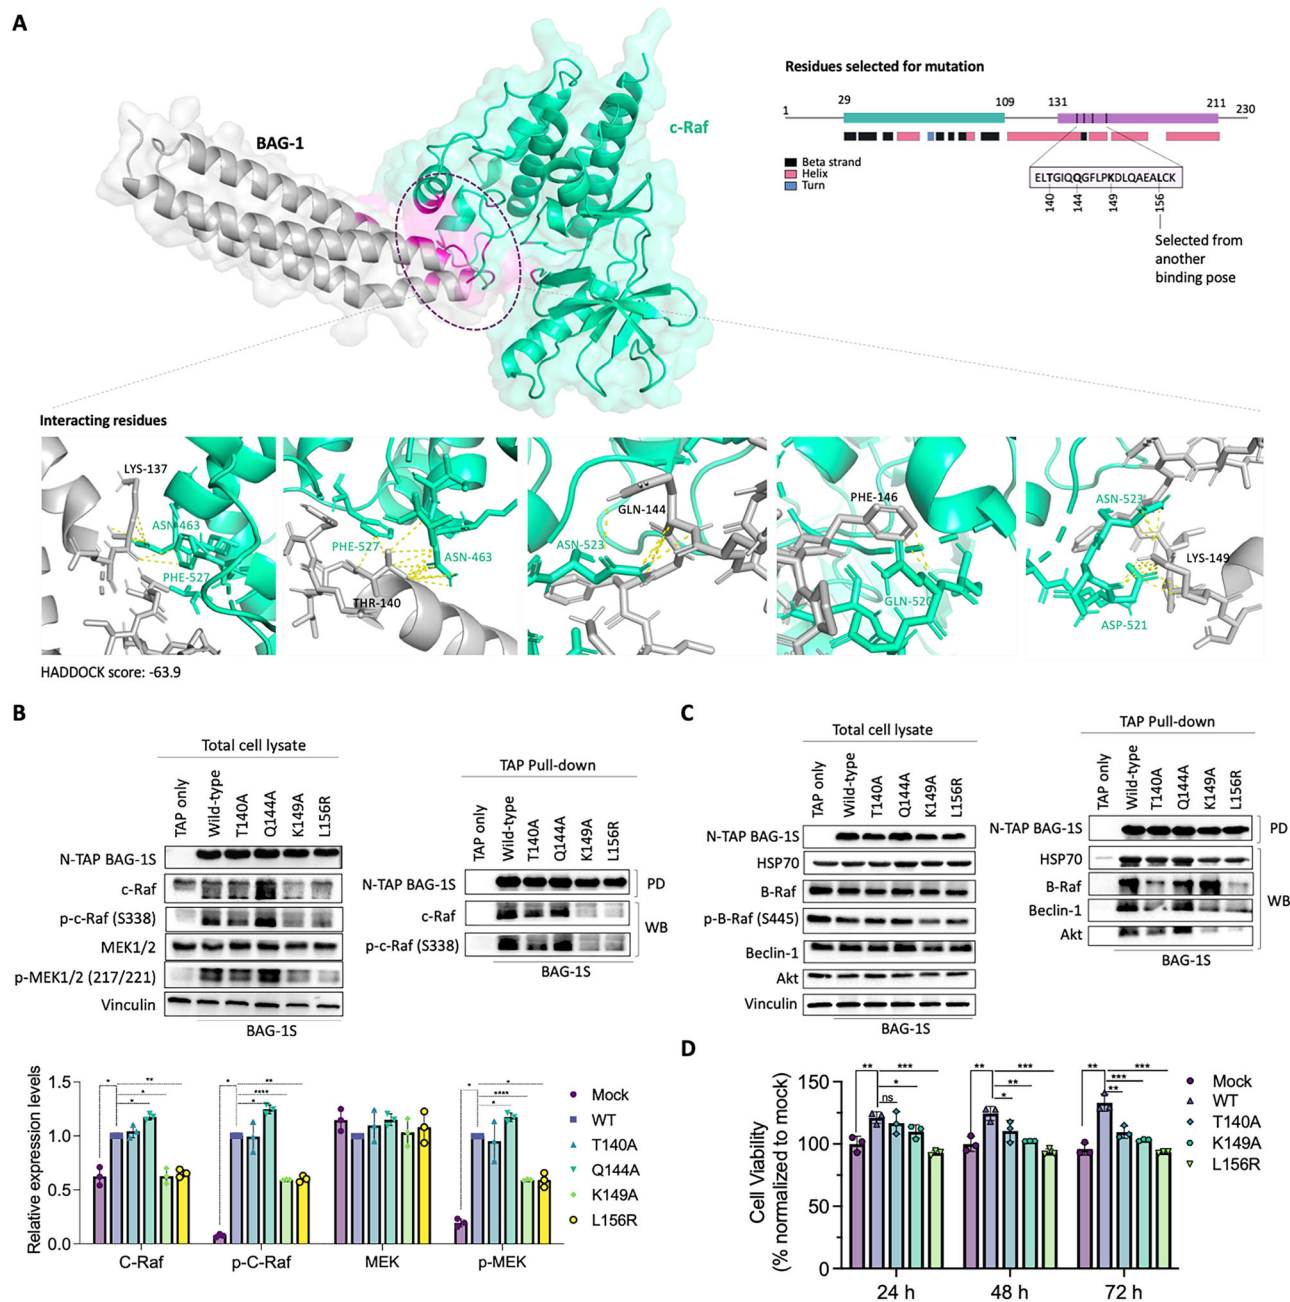 A
BAG-1
c-Raf
Residues selected for mutation
1
29
109
131
211
230
Beta strand
Helix
Turn
ELTGIQQGFLPKDLQAEALCK
140
144
149
156
Selected from
another
binding pose
Interacting residues
LYS-137
ASN-463
PHE-527
PHE-527
ASN-463
THR-140
GLN-144
ASN-523
PHE-146
GLN-520
ASN-523
LYS-149
ASP-521
HADDOCK score: -63.9
B
Total cell lysate
TAP only
Wild-type
T140A
Q144A
K149A
L156R
N-TAP BAG-1S
c-Raf
p-c-Raf (S338)
MEK1/2
p-MEK1/2 (217/221)
Vinculin
BAG-1S
TAP Pull-down
TAP only
Wild-type
T140A
Q144A
K149A
L156R
N-TAP BAG-1S
PD
c-Raf
p-c-Raf (S338)
WB
BAG-1S
Relative expression levels
1.5
1.0
0.5
0.0
* ** * *
* ** **** *
* * **** *
C-Raf
p-C-Raf
MEK
p-MEK
Mock
WT
T140A
Q144A
K149A
L156R
C
Total cell lysate
TAP only
Wild-type
T140A
Q144A
K149A
L156R
N-TAP BAG-1S
HSP70
B-Raf
p-B-Raf (S445)
Beclin-1
Akt
Vinculin
BAG-1S
TAP Pull-down
TAP only
Wild-type
T140A
Q144A
K149A
L156R
N-TAP BAG-1S
PD
HSP70
B-Raf
Beclin-1
Akt
WB
BAG-1S
D
Cell Viability
(% normalized to mock)
150
100
50
0
** *** * ns
** *** ** *
** *** *** **
24 h
48 h
72 h
Mock
WT
T140A
K149A
L156R